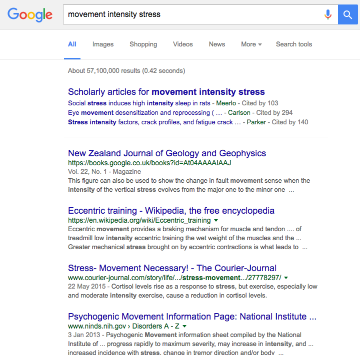 Google
movement intensity stress
All Images Shopping Videos News More Search tools
About 57,100,000 results (0.42 seconds)
Scholarly articles for movement intensity stress
Social stress induces high intensity sleep in rats - Meerlo - Cited by 103
Eye movement desensitization and reprocessing ( ... - Carlson - Cited by 294
Stress intensity factors, crack profiles, and fatigue crack ... - Parker - Cited by 140
New Zealand Journal of Geology and Geophysics
https://books.google.co.uk/books?id=At04AAAAIAAJ
Vol. 22, No. 1 - Magazine
This figure can also be used to show the change in fault movement sense when the
intensity of the vertical stress evolves from the major one to the minor one ...
Eccentric training - Wikipedia, the free encyclopedia
https://en.wikipedia.org/wiki/Eccentric_training
Eccentric movement provides a braking mechanism for muscle and tendon .... of
treadmill low intensity eccentric training the wet weight of the muscles and the ...
Greater mechanical stress brought on by eccentric contractions is what leads to ...
Stress- Movement Necessary! - The Courier-Journal
www.courier-journal.com/story/life/.../stress-movement.../27778297/
22 May 2015 - Cortisol levels rise as a response to stress, but exercise, especially low
and moderate intensity exercise, cause a reduction in cortisol levels.
Psychogenic Movement Information Page: National Institute ...
www.ninds.nih.gov › Disorders A - Z
3 Jan 2013 - Psychogenic Movement information sheet compiled by the National
Institute of ... progress rapidly to maximum severity, may increase in intensity, and ...
increased incidence with stress, change in tremor direction and/or body ...